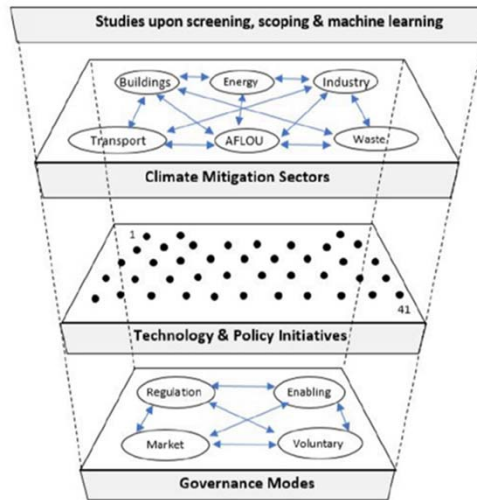 Studies upon screening, scoping & machine learning
Buildings Energy Industry
Transport AFLOU Waste
Climate Mitigation Sectors
1
41
Technology & Policy Initiatives
Regulation Enabling
Market Voluntary
Governance Modes